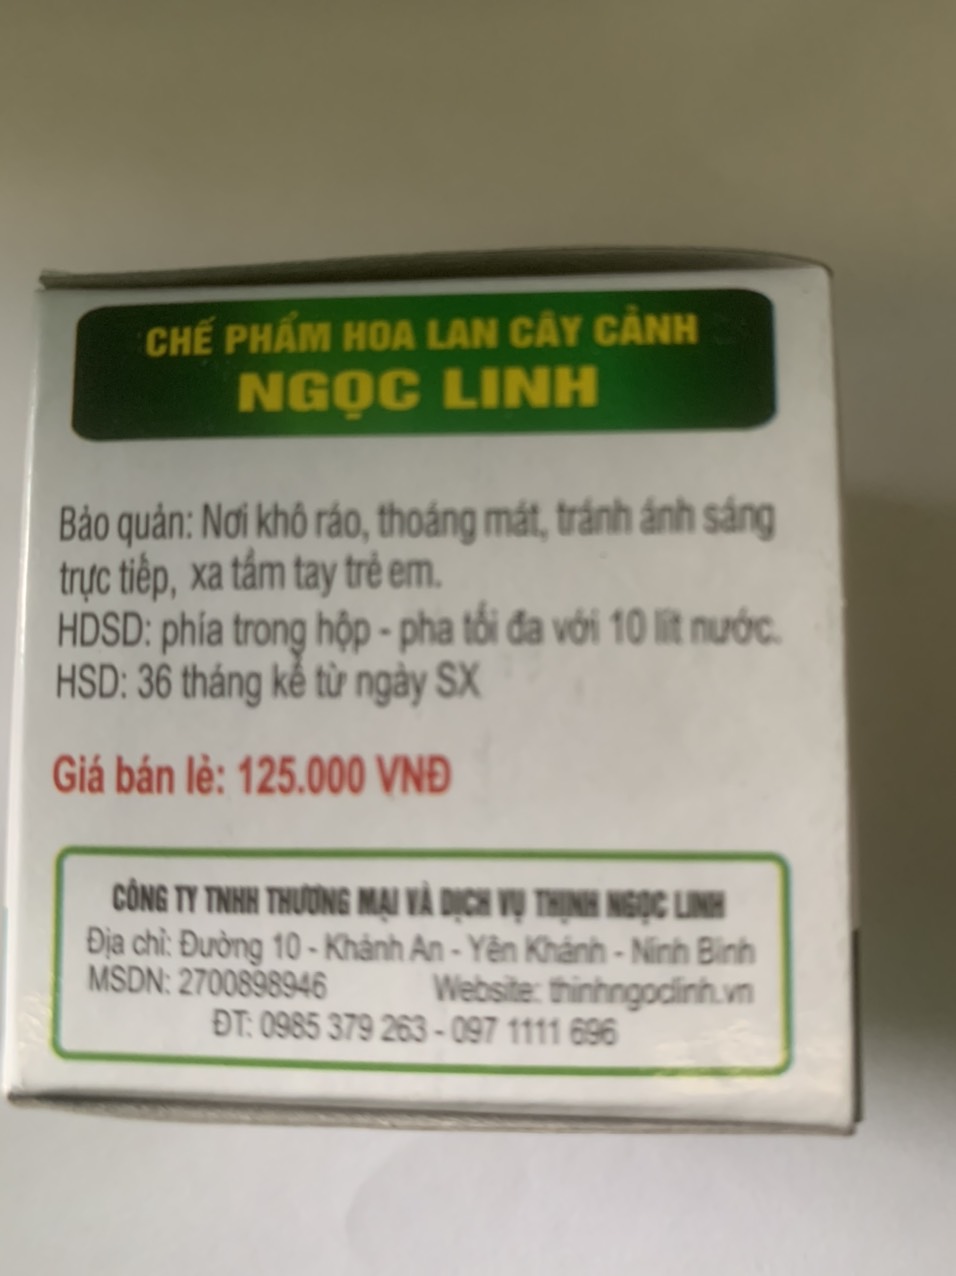 CHẾ PHẨM HOA LAN CÂY CẢNH
NGỌC LINH
Bảo quản: Nơi khô ráo, thoáng mát, tránh ánh sáng
trực tiếp, xa tầm tay trẻ em.
HDSD: phía trong hộp - pha tối đa với 10 lít nước.
HSD: 36 tháng kể từ ngày SX
Giá bán lẻ: 125.000 VNĐ
CÔNG TY TNHH THƯƠNG MẠI VÀ DỊCH VỤ THỊNH NGỌC LINH
Địa chỉ: Đường 10 - Khánh An - Yên Khánh - Ninh Bình
MSDN: 2700898946 Website: thinhngoclinh.vn
ĐT: 0985 379 263 - 097 1111 696